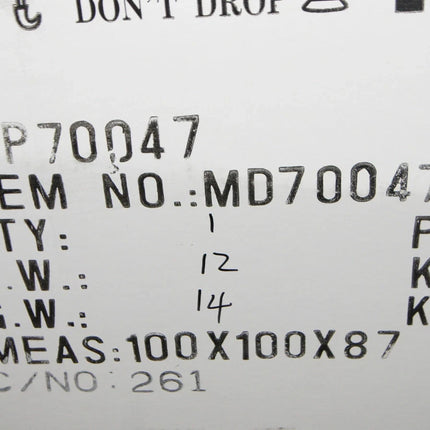 DON'T DROP
P70047
EM NO.:MD70047
TY: 1 P
.W.: 12 K
G.W.: 14 K
MEAS:100X100X87
C/NO: 261